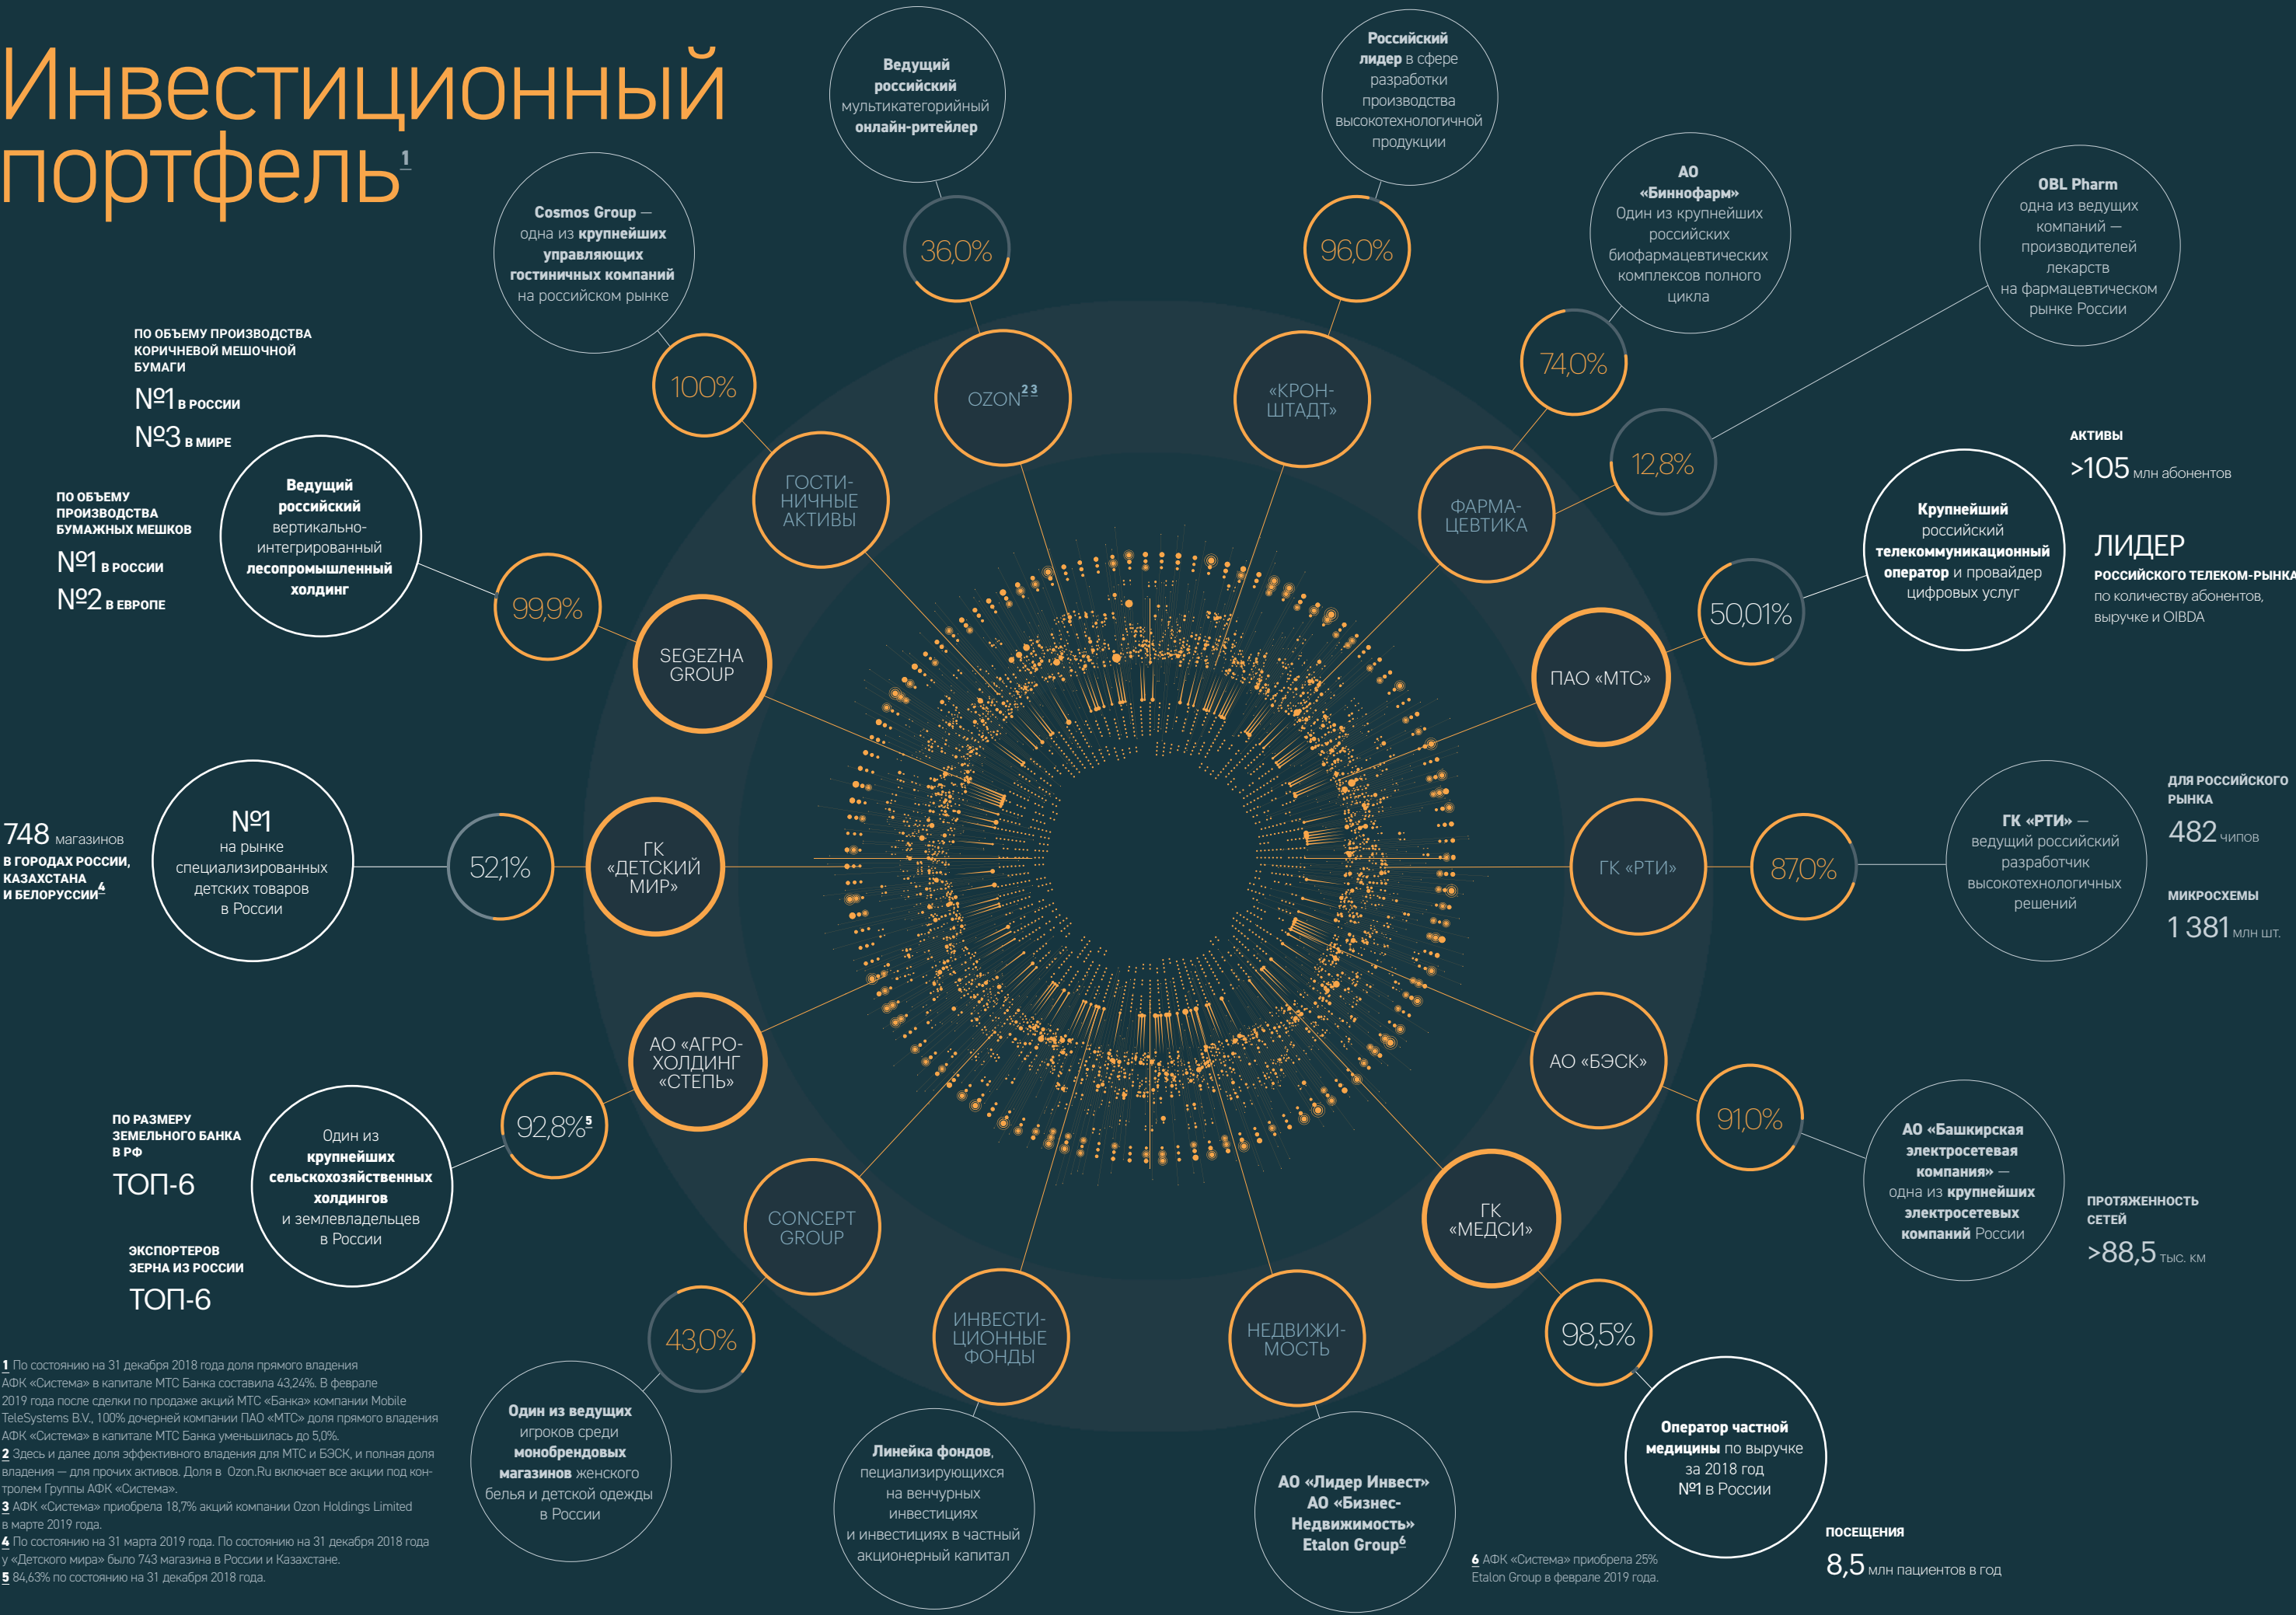 Инвестиционный
портфель1
Ведущий
российский
мультикатегорийный
онлайн-ритейлер
36,0%
OZON2 3
Российский
лидер в сфере
разработки
производства
высокотехнологичной
продукции
96,0%
«КРОН-
ШТАДТ»
Cosmos Group —
одна из крупнейших
управляющих
гостиничных компаний
на российском рынке
100%
ГОСТИ-
НИЧНЫЕ
АКТИВЫ
АО
«Биннофарм»
Один из крупнейших
российских
биофармацевтических
комплексов полного
цикла
74,0%
OBL Pharm
одна из ведущих
компаний —
производителей
лекарств
на фармацевтическом
рынке России
12,8%
ФАРМА-
ЦЕВТИКА
ПО ОБЪЕМУ ПРОИЗВОДСТВА
КОРИЧНЕВОЙ МЕШОЧНОЙ
БУМАГИ
№1 В РОССИИ
№3 В МИРЕ
ПО ОБЪЕМУ
ПРОИЗВОДСТВА
БУМАЖНЫХ МЕШКОВ
№1 В РОССИИ
№2 В ЕВРОПЕ
Ведущий
российский
вертикально-
интегрированный
лесопромышленный
холдинг
99,9%
SEGEZHA
GROUP
АКТИВЫ
>105 млн абонентов
ЛИДЕР
РОССИЙСКОГО ТЕЛЕКОМ-РЫНКА
по количеству абонентов,
выручке и OIBDA
Крупнейший
российский
телекоммуникационный
оператор и провайдер
цифровых услуг
50,01%
ПАО «МТС»
748 магазинов
В ГОРОДАХ РОССИИ,
КАЗАХСТАНА
И БЕЛОРУССИИ4
№1
на рынке
специализированных
детских товаров
в России
52,1%
ГК
«ДЕТСКИЙ
МИР»
ГК «РТИ»
87,0%
ГК «РТИ» —
ведущий российский
разработчик
высокотехнологичных
решений
ДЛЯ РОССИЙСКОГО
РЫНКА
482 чипов
МИКРОСХЕМЫ
1 381 млн шт.
ПО РАЗМЕРУ
ЗЕМЕЛЬНОГО БАНКА
В РФ
ТОП-6
ЭКСПОРТЕРОВ
ЗЕРНА ИЗ РОССИИ
ТОП-6
Один из
крупнейших
сельскохозяйственных
холдингов
и землевладельцев
в России
92,8%5
АО «АГРО-
ХОЛДИНГ
«СТЕПЬ»
АО «БЭСК»
91,0%
АО «Башкирская
электросетевая
компания» —
одна из крупнейших
электросетевых
компаний России
ПРОТЯЖЕННОСТЬ
СЕТЕЙ
>88,5 тыс. км
CONCEPT
GROUP
43,0%
Один из ведущих
игроков среди
монобрендовых
магазинов женского
белья и детской одежды
в России
ИНВЕСТИ-
ЦИОННЫЕ
ФОНДЫ
Линейка фондов,
пециализирующихся
на венчурных
инвестициях
и инвестициях в частный
акционерный капитал
НЕДВИЖИ-
МОСТЬ
АО «Лидер Инвест»
АО «Бизнес-
Недвижимость»
Etalon Group6
ГК
«МЕДСИ»
98,5%
Оператор частной
медицины по выручке
за 2018 год
№1 в России
ПОСЕЩЕНИЯ
8,5 млн пациентов в год
1 По состоянию на 31 декабря 2018 года доля прямого владения
АФК «Система» в капитале МТС Банка составила 43,24%. В феврале
2019 года после сделки по продаже акций МТС «Банка» компании Mobile
TeleSystems B.V., 100% дочерней компании ПАО «МТС» доля прямого владения
АФК «Система» в капитале МТС Банка уменьшилась до 5,0%.
2 Здесь и далее доля эффективного владения для МТС и БЭСК, и полная доля
владения — для прочих активов. Доля в Ozon.Ru включает все акции под кон-
тролем Группы АФК «Система».
3 АФК «Система» приобрела 18,7% акций компании Ozon Holdings Limited
в марте 2019 года.
4 По состоянию на 31 марта 2019 года. По состоянию на 31 декабря 2018 года
у «Детского мира» было 743 магазина в России и Казахстане.
5 84,63% по состоянию на 31 декабря 2018 года.
6 АФК «Система» приобрела 25%
Etalon Group в феврале 2019 года.